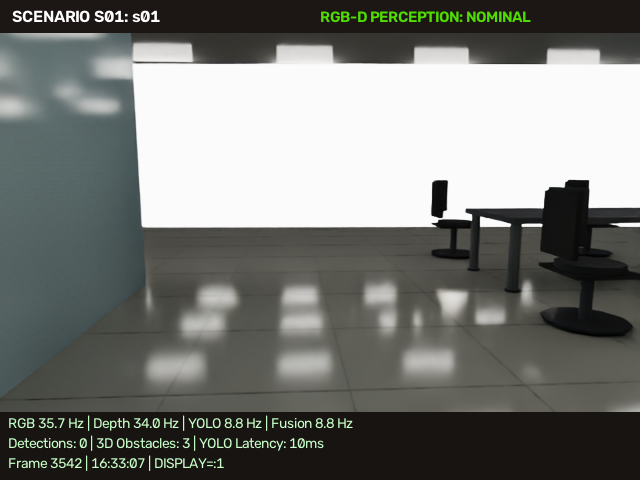 SCENARIO S01: s01
RGB-D PERCEPTION: NOMINAL
RGB 35.7 Hz | Depth 34.0 Hz | YOLO 8.8 Hz | Fusion 8.8 Hz
Detections: 0 | 3D Obstacles: 3 | YOLO Latency: 10ms
Frame 3542 | 16:33:07 | DISPLAY=:1